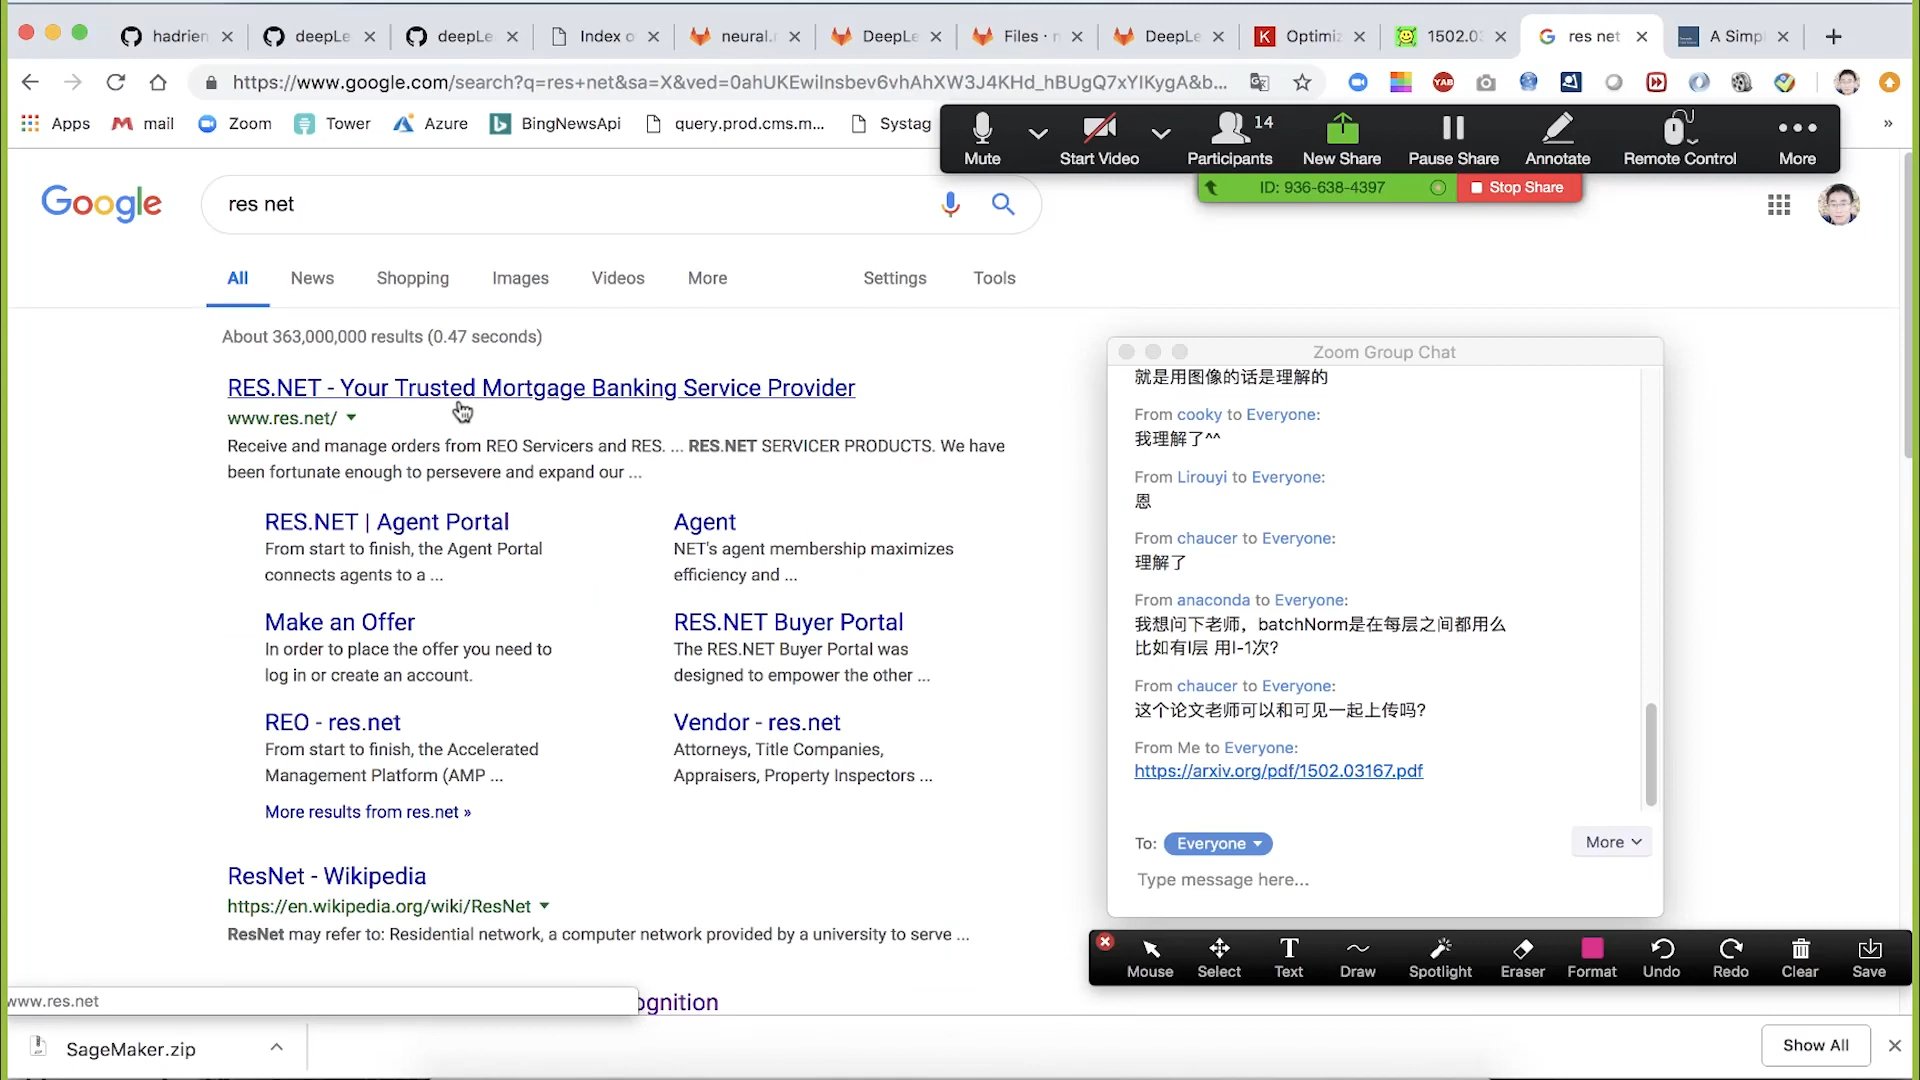 hadrien
deepLe
deepLe
Index o
neural.
DeepLe
Files · n
DeepLe
Optimiz
1502.03
res net
A Simpl
https://www.google.com/search?q=res+net&sa=X&ved=0ahUKEwiInsbev6vhAhXW3J4KHd_hBUgQ7xYIKygA&b...
YAB
Apps
mail
Zoom
Tower
Azure
BingNewsApi
query.prod.cms.m...
Systag
»
Mute
Start Video
14
Participants
New Share
Pause Share
Annotate
Remote Control
More
ID: 936-638-4397
Stop Share
Google
res net
All
News
Shopping
Images
Videos
More
Settings
Tools
About 363,000,000 results (0.47 seconds)
RES.NET - Your Trusted Mortgage Banking Service Provider
www.res.net/
Receive and manage orders from REO Servicers and RES. ... RES.NET SERVICER PRODUCTS. We have
been fortunate enough to persevere and expand our ...
RES.NET | Agent Portal
From start to finish, the Agent Portal
connects agents to a ...
Agent
NET's agent membership maximizes
efficiency and ...
Make an Offer
In order to place the offer you need to
log in or create an account.
RES.NET Buyer Portal
The RES.NET Buyer Portal was
designed to empower the other ...
REO - res.net
From start to finish, the Accelerated
Management Platform (AMP ...
Vendor - res.net
Attorneys, Title Companies,
Appraisers, Property Inspectors ...
More results from res.net »
ResNet - Wikipedia
https://en.wikipedia.org/wiki/ResNet
ResNet may refer to: Residential network, a computer network provided by a university to serve ...
ognition
www.res.net
Zoom Group Chat
就是用图像的话是理解的
From cooky to Everyone:
我理解了^^
From Lirouyi to Everyone:
恩
From chaucer to Everyone:
理解了
From anaconda to Everyone:
我想问下老师，batchNorm是在每层之间都用么
比如有l层 用l-1次?
From chaucer to Everyone:
这个论文老师可以和可见一起上传吗?
From Me to Everyone:
https://arxiv.org/pdf/1502.03167.pdf
To: Everyone
More
Type message here...
Mouse
Select
Text
Draw
Spotlight
Eraser
Format
Undo
Redo
Clear
Save
SageMaker.zip
Show All